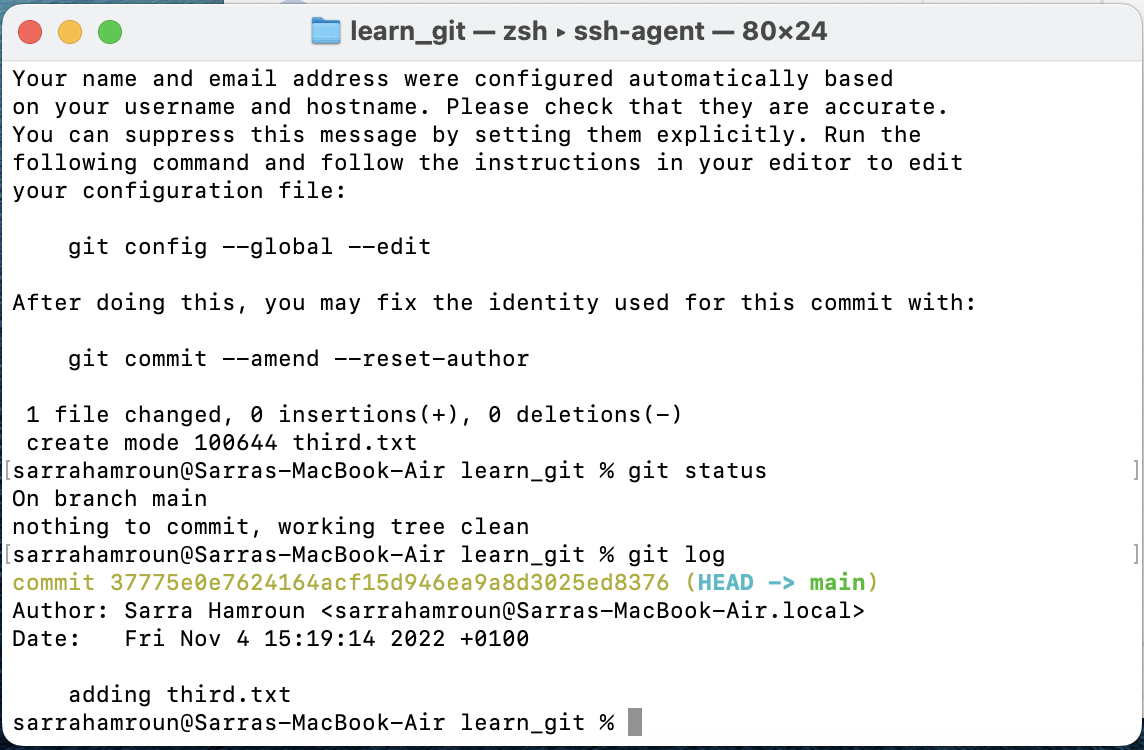 learn_git — zsh ▸ ssh-agent — 80×24
Your name and email address were configured automatically based
on your username and hostname. Please check that they are accurate.
You can suppress this message by setting them explicitly. Run the
following command and follow the instructions in your editor to edit
your configuration file:

    git config --global --edit

After doing this, you may fix the identity used for this commit with:

    git commit --amend --reset-author

 1 file changed, 0 insertions(+), 0 deletions(-)
 create mode 100644 third.txt
[sarrahamroun@Sarras-MacBook-Air learn_git % git status ]
On branch main
nothing to commit, working tree clean
[sarrahamroun@Sarras-MacBook-Air learn_git % git log ]
commit 37775e0e7624164acf15d946ea9a8d3025ed8376 (HEAD -> main)
Author: Sarra Hamroun <sarrahamroun@Sarras-MacBook-Air.local>
Date:   Fri Nov 4 15:19:14 2022 +0100

    adding third.txt
sarrahamroun@Sarras-MacBook-Air learn_git %